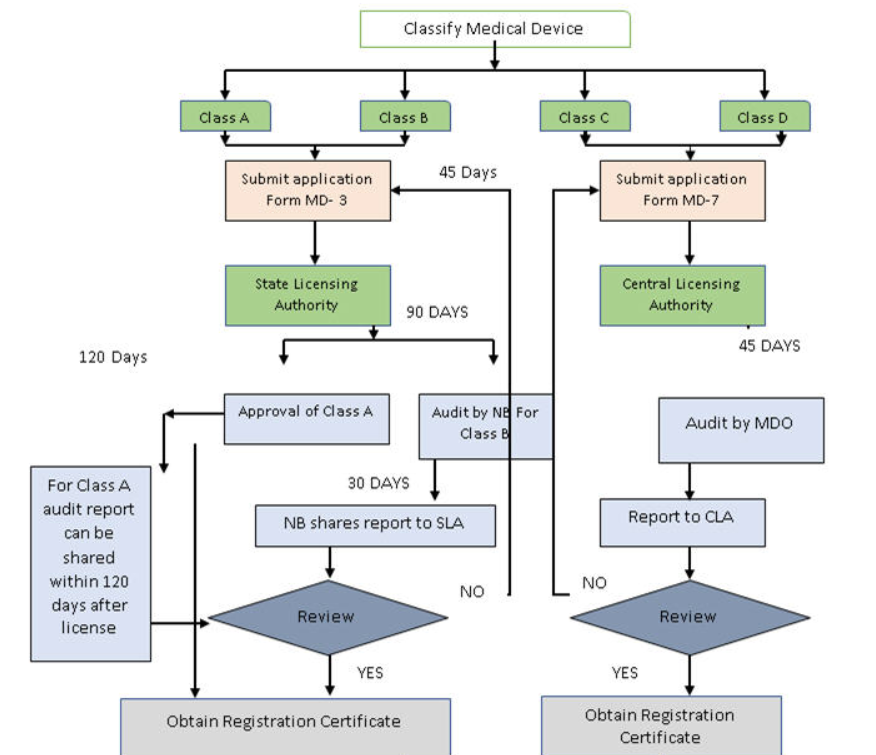 Classify Medical Device
Class A
Class B
Class C
Class D
Submit application
Form MD- 3
45 Days
Submit application
Form MD-7
State Licensing
Authority
90 DAYS
Central Licensing
Authority
45 DAYS
120 Days
Approval of Class A
Audit by NB For
Class B
Audit by MDO
For Class A
audit report
can be
shared
within 120
days after
license
30 DAYS
NB shares report to SLA
Report to CLA
Review
NO
NO
Review
YES
YES
Obtain Registration Certificate
Obtain Registration
Certificate